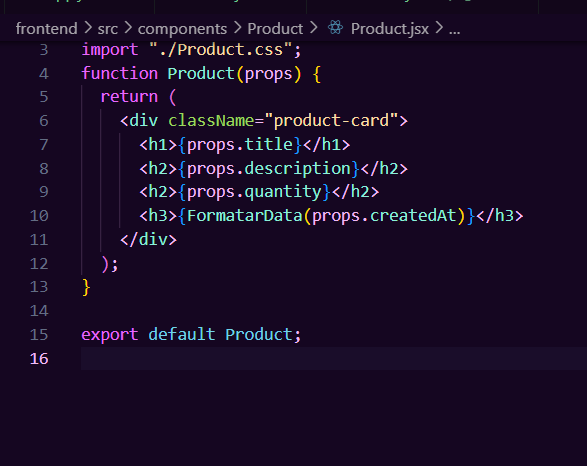 frontend > src > components > Product > Product.jsx > ...
3 import "./Product.css";
4 function Product(props) {
5   return (
6     <div className="product-card">
7       <h1>{props.title}</h1>
8       <h2>{props.description}</h2>
9       <h2>{props.quantity}</h2>
10       <h3>{FormatarData(props.createdAt)}</h3>
11     </div>
12   );
13 }
14
15 export default Product;
16